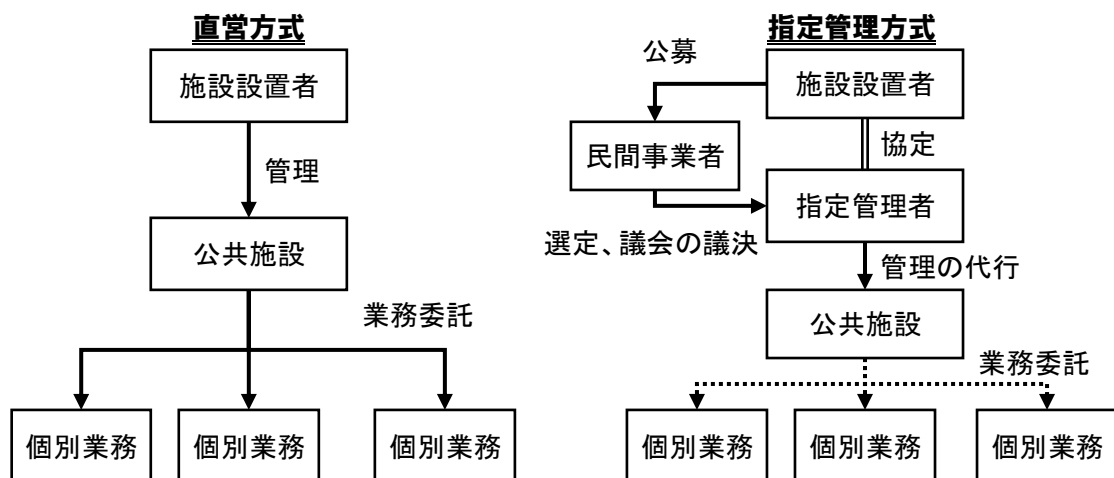 直営方式
施設設置者
管理
公共施設
業務委託
個別業務
個別業務
個別業務
指定管理方式
公募
施設設置者
民間事業者
協定
指定管理者
選定、議会の議決
管理の代行
公共施設
業務委託
個別業務
個別業務
個別業務